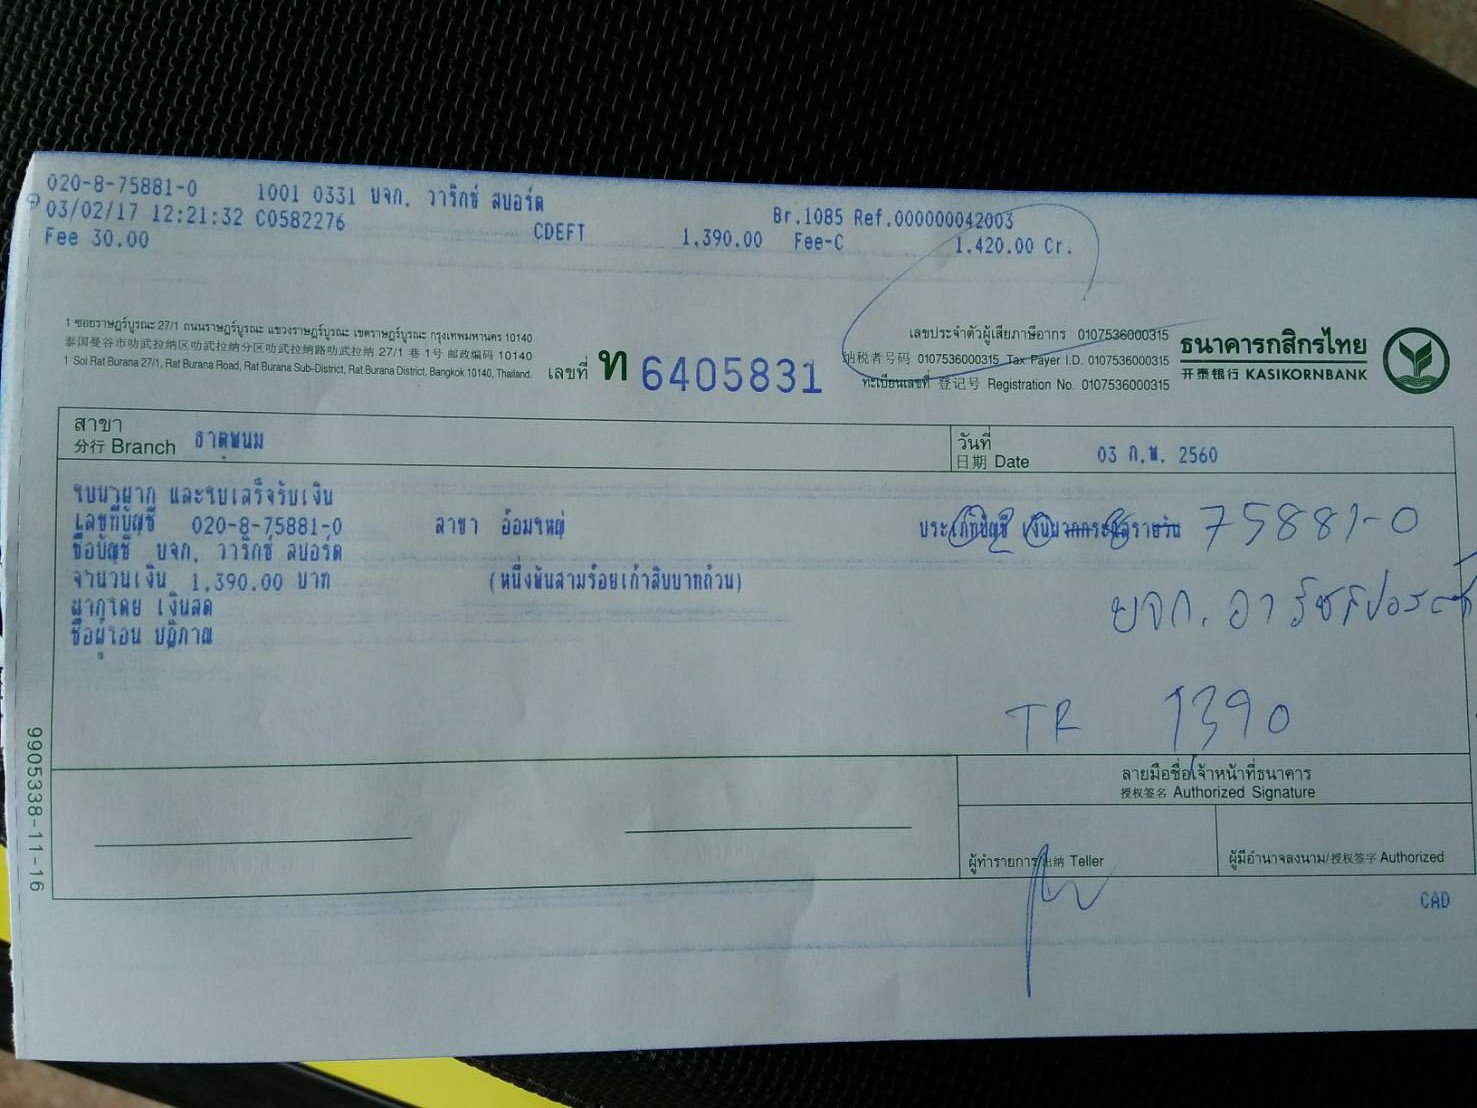 020-8-75881-0 1001 0331 บจก. วาริกซ์ สปอร์ต
03/02/17 12:21:32 C0582276 CDEFT 1,390.00 Br.1085 Ref.000000042003
Fee 30.00 Fee-C 1,420.00 Cr.
1 ซอยราษฎร์บูรณะ 27/1 ถนนราษฎร์บูรณะ แขวงราษฎร์บูรณะ เขตราษฎร์บูรณะ กรุงเทพมหานคร 10140
泰国曼谷市叻武拉纳区叻武拉纳分区叻武拉纳路叻武拉纳 27/1 巷 1号 邮政编码 10140
1 Soi Rat Burana 27/1, Rat Burana Road, Rat Burana Sub-District, Rat Burana District, Bangkok 10140, Thailand.
เลขที่ ท 6405831
เลขประจำตัวผู้เสียภาษีอากร 0107536000315
纳税者号码 0107536000315 Tax Payer I.D. 0107536000315
ทะเบียนเลขที่ 登记号 Registration No. 0107536000315
ธนาคารกสิกรไทย
开泰银行 KASIKORNBANK
สาขา
分行 Branch ธาตุพนม
วันที่
日期 Date 03 ก.พ. 2560
ใบนำฝาก และใบเสร็จรับเงิน
เลขที่บัญชี 020-8-75881-0 สาขา อ้อมใหญ่ ประเภทบัญชี เงินฝากกระแสรายวัน
020-8 75881-0
ชื่อบัญชี บจก. วาริกซ์ สปอร์ต
จำนวนเงิน 1,390.00 บาท (หนึ่งพันสามร้อยเก้าสิบบาทถ้วน)
ฝากโดย เงินสด
บจก.
ชื่อผู้โอน ปฏิภาณ
TR 1390
ลายมือชื่อเจ้าหน้าที่ธนาคาร
授权签名 Authorized Signature
ผู้ทำรายการ/出纳 Teller
ผู้มีอำนาจลงนาม/授权签字 Authorized
CAD
9905338-11-16